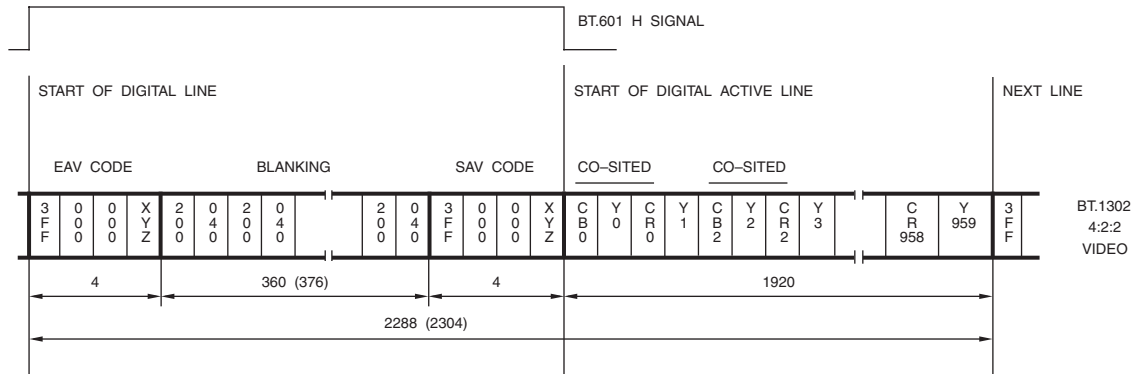 BT.601 H SIGNAL
START OF DIGITAL LINE
START OF DIGITAL ACTIVE LINE
NEXT LINE
EAV CODE
BLANKING
SAV CODE
CO–SITED
CO–SITED
3FF 000 000 XYZ 200 040 200 040 200 040 3FF 000 000 XYZ CB0 Y0 CR0 Y1 CB2 Y2 CR2 Y3 CR958 Y959 3FF
BT.1302
4:2:2
VIDEO
4
360 (376)
4
1920
2288 (2304)